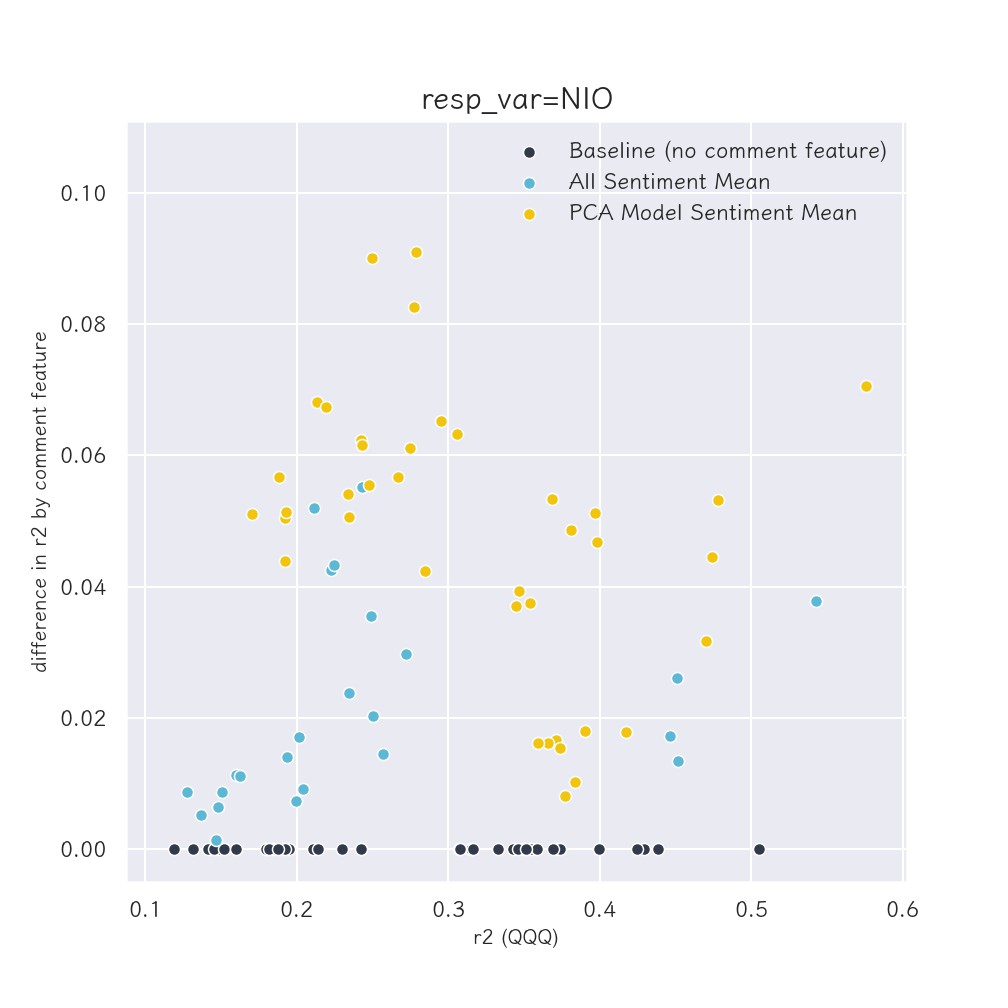 resp_var=NIO
Baseline (no comment feature)
All Sentiment Mean
PCA Model Sentiment Mean
difference in r2 by comment feature
0.10
0.08
0.06
0.04
0.02
0.00
0.1 0.2 0.3 0.4 0.5 0.6
r2 (QQQ)